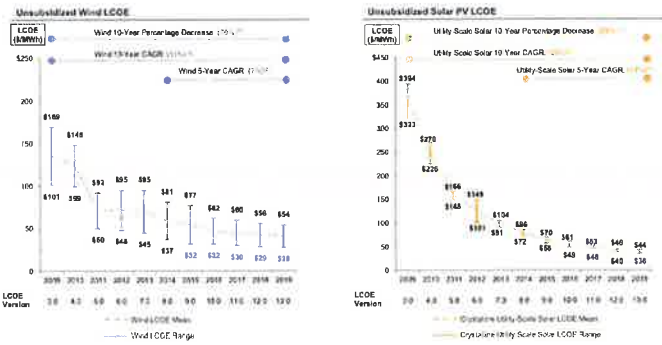 Unsubsidized Wind LCOE
LCOE
($/MWh)
Wind 10-Year Percentage Decrease
Wind CAGR
Wind 5-Year CAGR
$250
200
150
100
50
0
$169
$148
$92
$95
$95
$81
$77
$62
$60
$56
$54
$101
$99
$50
$48
$45
$37
$32
$32
$30
$29
2009 2010 2011 2012 2013 2014 2015 2016 2017 2018 2019
LCOE
Version
3.0 4.0 5.0 6.0 7.0 8.0 9.0 10.0 11.0 12.0 13.0
Wind LCOE Mean
Wind LCOE Range
Unsubsidized Solar PV LCOE
LCOE
($/MWh)
Utility Scale Solar 10 Year Percentage Decrease
Utility Scale Solar 10-Year CAGR
Utility-Scale Solar 5-Year CAGR
$450
400
350
300
250
200
150
100
50
0
$394
$323
$270
$226
$166
$148
$149
$101
$104
$91
$86
$72
$70
$61
$49
$53
$46
$46
$40
$44
$36
2009 2010 2011 2012 2013 2014 2015 2016 2017 2018 2019
LCOE
Version
3.0 4.0 5.0 6.0 7.0 8.0 9.0 10.0 11.0 12.0 13.0
Crystalline Utility-Scale Solar LCOE Mean
Crystalline Utility Scale Solar LCOE Range